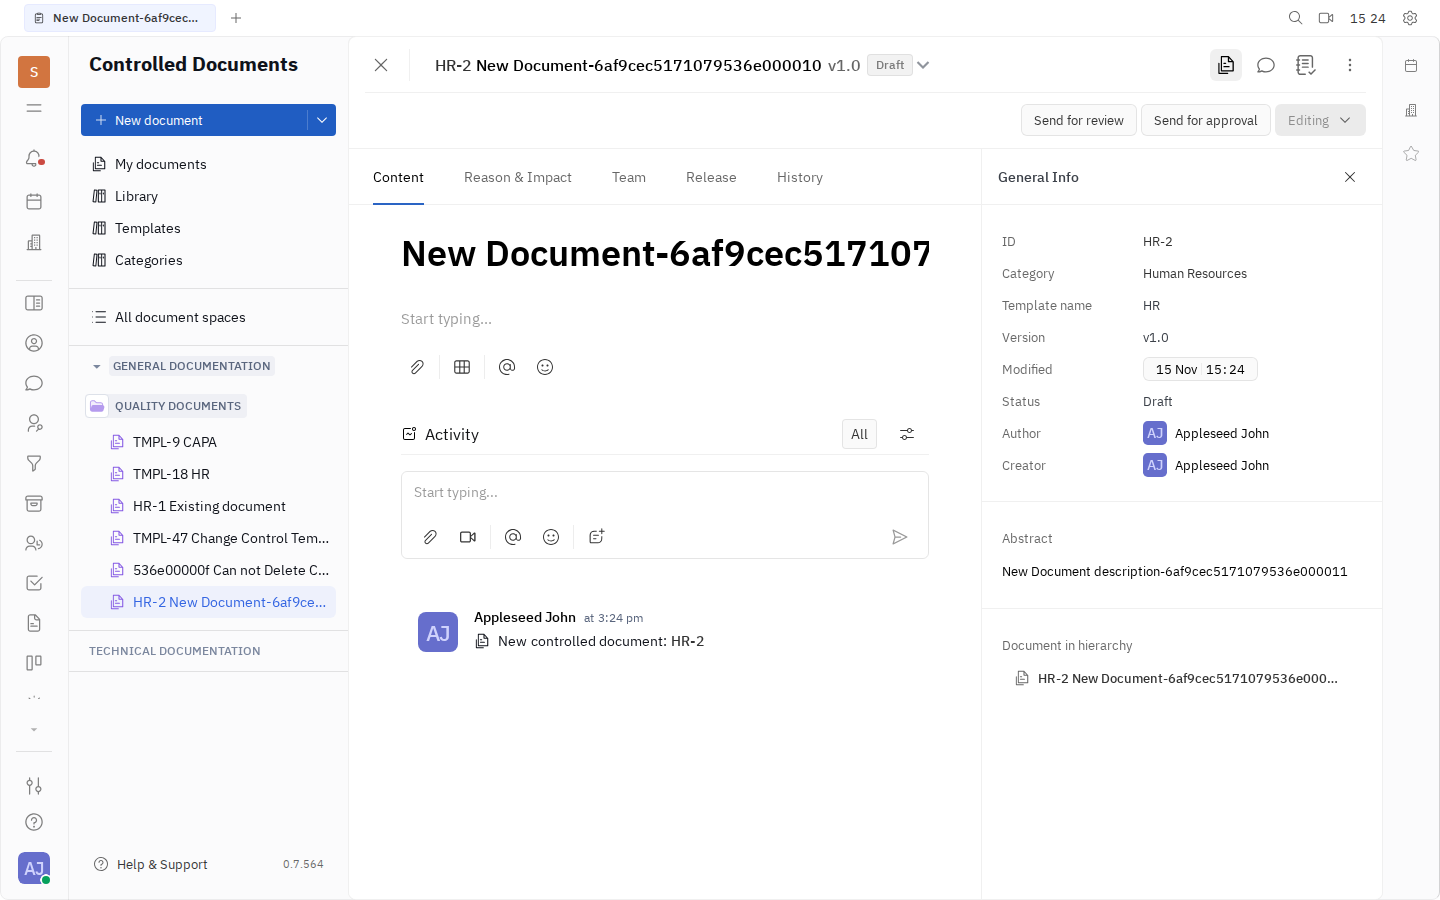 New Document-6af9cec...
15 24
S
Controlled Documents
New document
My documents
Library
Templates
Categories
All document spaces
GENERAL DOCUMENTATION
QUALITY DOCUMENTS
TMPL-9 CAPA
TMPL-18 HR
HR-1 Existing document
TMPL-47 Change Control Tem...
536e00000f Can not Delete C...
HR-2 New Document-6af9ce...
TECHNICAL DOCUMENTATION
Help & Support
0.7.564
AJ
HR-2 New Document-6af9cec5171079536e000010 v1.0 Draft
Send for review
Send for approval
Editing
Content
Reason & Impact
Team
Release
History
New Document-6af9cec517107
Start typing...
Activity
All
Start typing...
AJ
Appleseed John at 3:24 pm
New controlled document: HR-2
General Info
ID HR-2
Category Human Resources
Template name HR
Version v1.0
Modified 15 Nov 15:24
Status Draft
Author AJ Appleseed John
Creator AJ Appleseed John
Abstract
New Document description-6af9cec5171079536e000011
Document in hierarchy
HR-2 New Document-6af9cec5171079536e000...